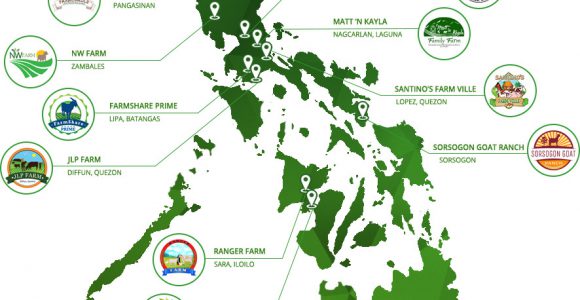 PANGASINAN
MATT 'N KAYLA
NAGCARLAN, LAGUNA
Matt & Kayla
Family Farm
NW FARM
ZAMBALES
NW FARM
SANTINO'S FARM VILLE
LOPEZ, QUEZON
SANTINO'S
FARMSHARE PRIME
LIPA, BATANGAS
FarmShare
PRIME
SORSOGON GOAT RANCH
SORSOGON
SORSOGON GOAT
RANCH
JLP FARM
DIFFUN, QUEZON
JLP FARM
RANGER FARM
SARA, ILOILO
FARM